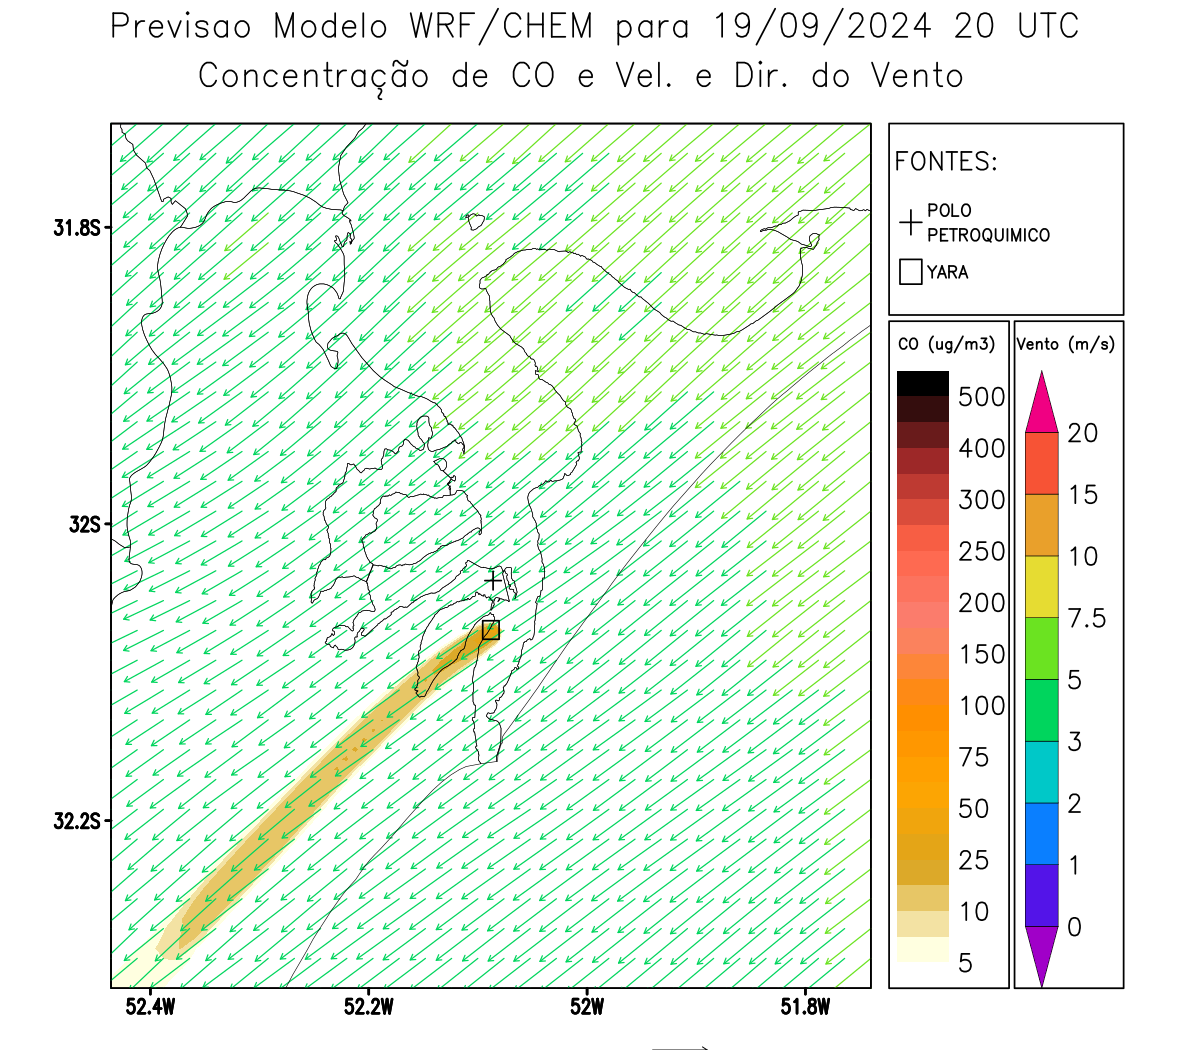 Previsao Modelo WRF/CHEM para 19/09/2024 20 UTC
Concentração de CO e Vel. e Dir. do Vento
FONTES:
POLO
PETROQUIMICO
YARA
CO (ug/m3)
500
400
300
250
200
150
100
75
50
25
10
5
Vento (m/s)
20
15
10
7.5
5
3
2
1
0
31.8S
32S
32.2S
52.4W
52.2W
52W
51.8W